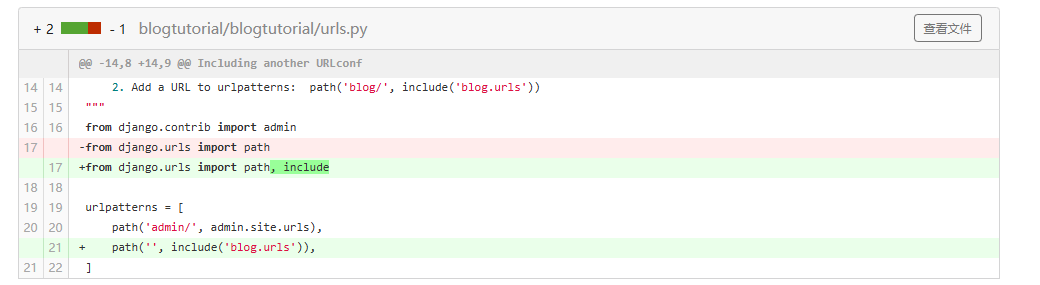 + 2 - 1 blogtutorial/blogtutorial/urls.py 查看文件
@@ -14,8 +14,9 @@ Including another URLconf
14 14     2. Add a URL to urlpatterns:  path('blog/', include('blog.urls'))
15 15 """
16 16 from django.contrib import admin
17 -from django.urls import path
17 +from django.urls import path, include
18 18
19 19 urlpatterns = [
20 20     path('admin/', admin.site.urls),
21 +    path('', include('blog.urls')),
21 22 ]